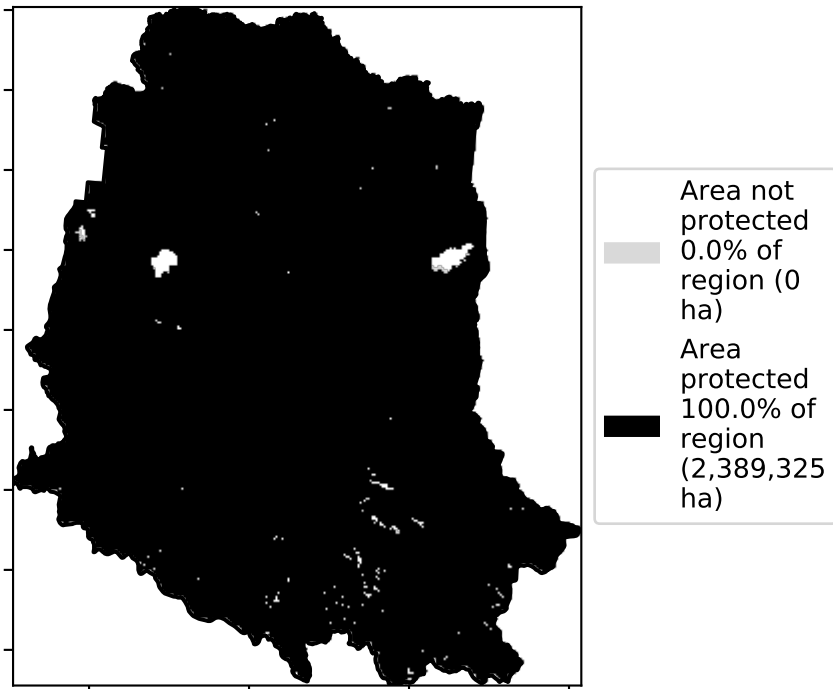 Area not
protected
0.0% of
region (0
ha)
Area
protected
100.0% of
region
(2,389,325
ha)